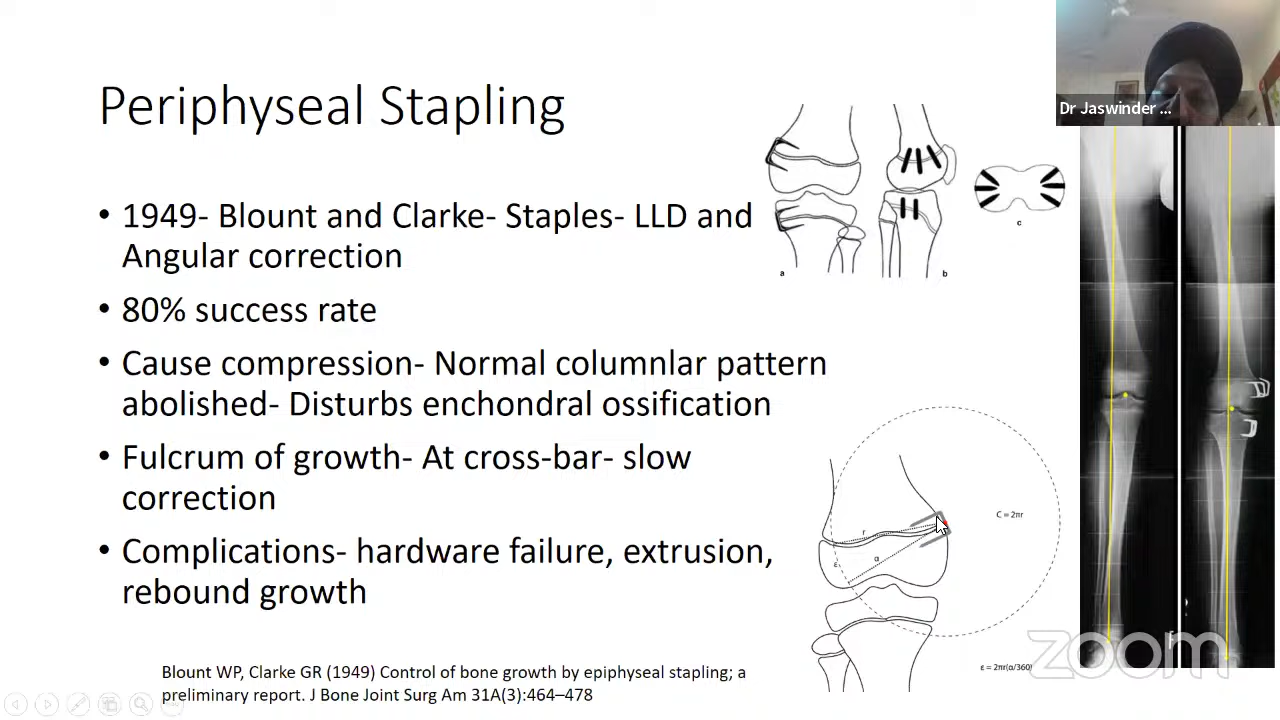 Dr Jaswinder ...
Periphyseal Stapling
• 1949- Blount and Clarke- Staples- LLD and
Angular correction
• 80% success rate
• Cause compression- Normal columnlar pattern
abolished- Disturbs enchondral ossification
• Fulcrum of growth- At cross-bar- slow
correction
• Complications- hardware failure, extrusion,
rebound growth
a
b
c
C = 2πr
r
α
ε
ε = 2πr(α/360)
zoom
Blount WP, Clarke GR (1949) Control of bone growth by epiphyseal stapling; a
preliminary report. J Bone Joint Surg Am 31A(3):464–478